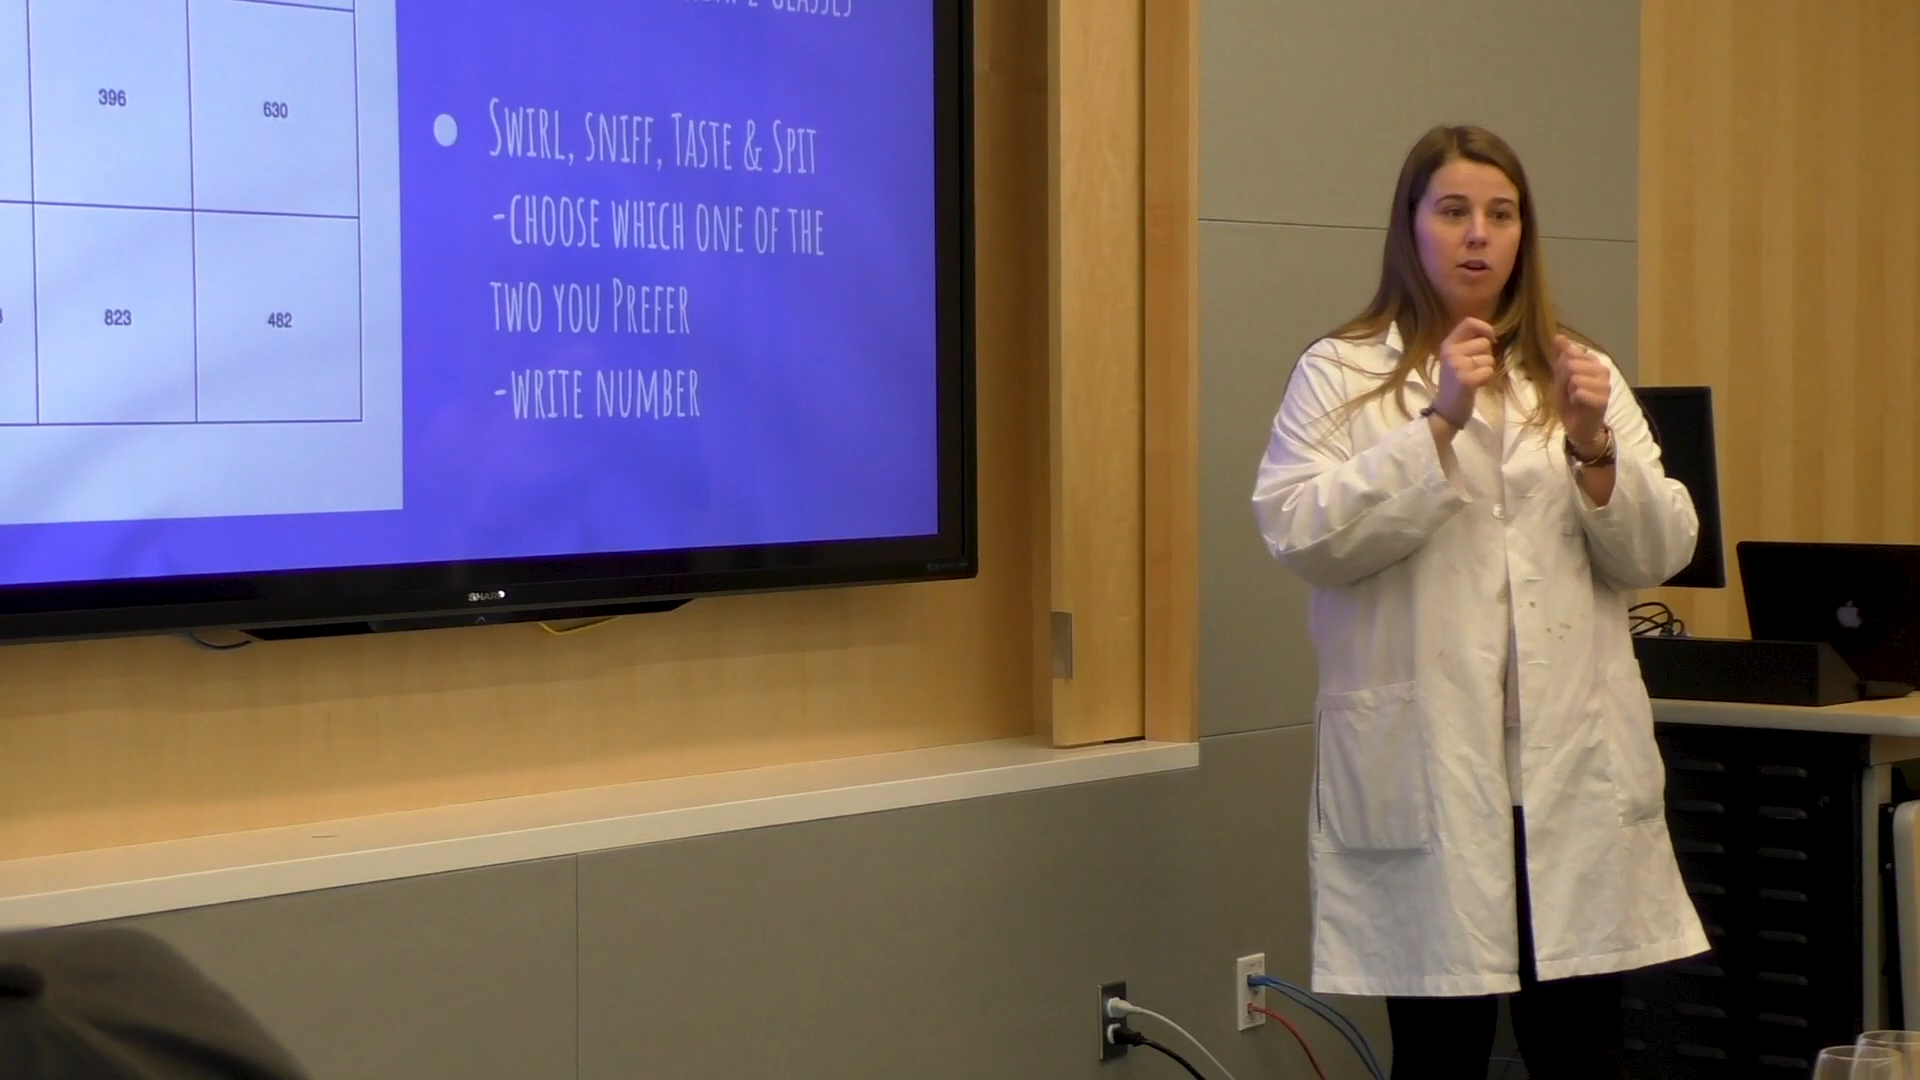 GLASSES
396 630
823 482
SWIRL, SNIFF, TASTE & SPIT
-CHOOSE WHICH ONE OF THE
TWO YOU PREFER
-WRITE NUMBER
SHARP